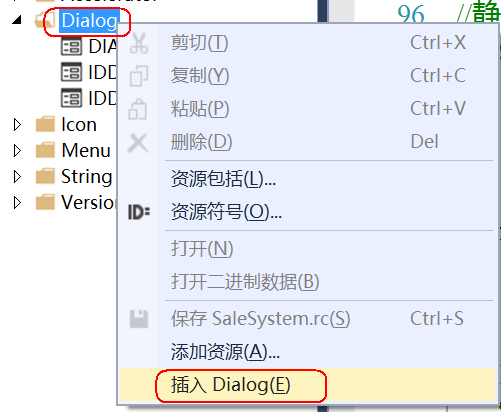 Dialog
96 //静
DIA
IDD
IDD
Icon
Menu
String
Version
剪切(T) Ctrl+X
复制(Y) Ctrl+C
粘贴(P) Ctrl+V
删除(D) Del
资源包括(L)...
ID= 资源符号(O)...
打开(N)
打开二进制数据(B)
保存 SaleSystem.rc(S) Ctrl+S
添加资源(A)...
插入 Dialog(E)